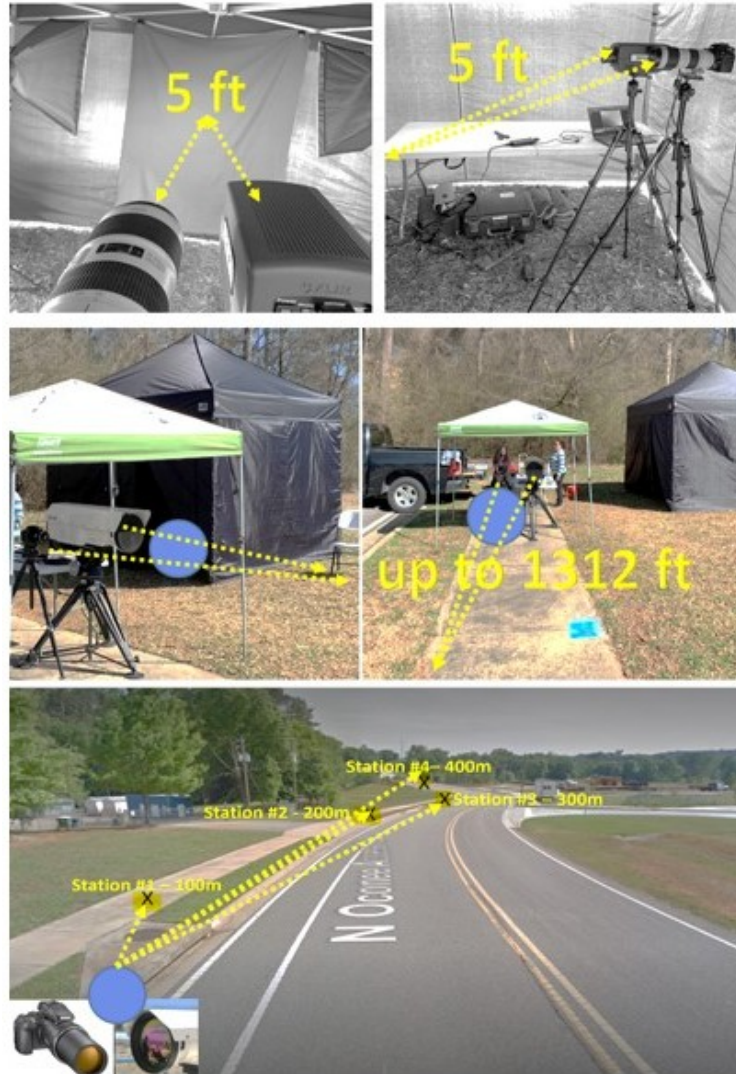 5 ft
5 ft
Power
up to 1312 ft
Station #4 – 400m
Station #2 - 200m
Station #3 – 300m
Station #1 – 100m
X
X
X
X
N Oconee